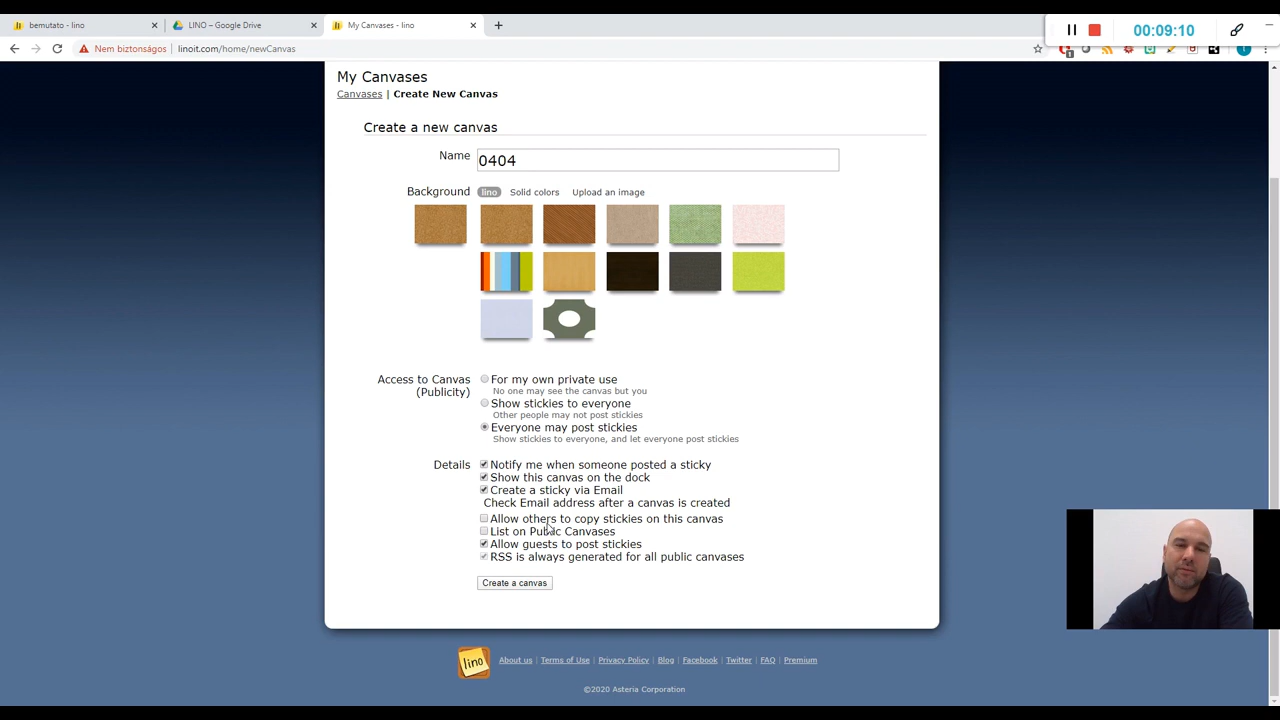 bemutato - lino
LINO – Google Drive
My Canvases - lino
00:09:10
Nem biztonságos
linoit.com/home/newCanvas
My Canvases
Canvases | Create New Canvas
Create a new canvas
Name
0404
Background
lino
Solid colors
Upload an image
Access to Canvas
(Publicity)
For my own private use
No one may see the canvas but you
Show stickies to everyone
Other people may not post stickies
Everyone may post stickies
Show stickies to everyone, and let everyone post stickies
Details
Notify me when someone posted a sticky
Show this canvas on the dock
Create a sticky via Email
Check Email address after a canvas is created
Allow others to copy stickies on this canvas
List on Public Canvases
Allow guests to post stickies
RSS is always generated for all public canvases
Create a canvas
lino
About us | Terms of Use | Privacy Policy | Blog | Facebook | Twitter | FAQ | Premium
©2020 Asteria Corporation